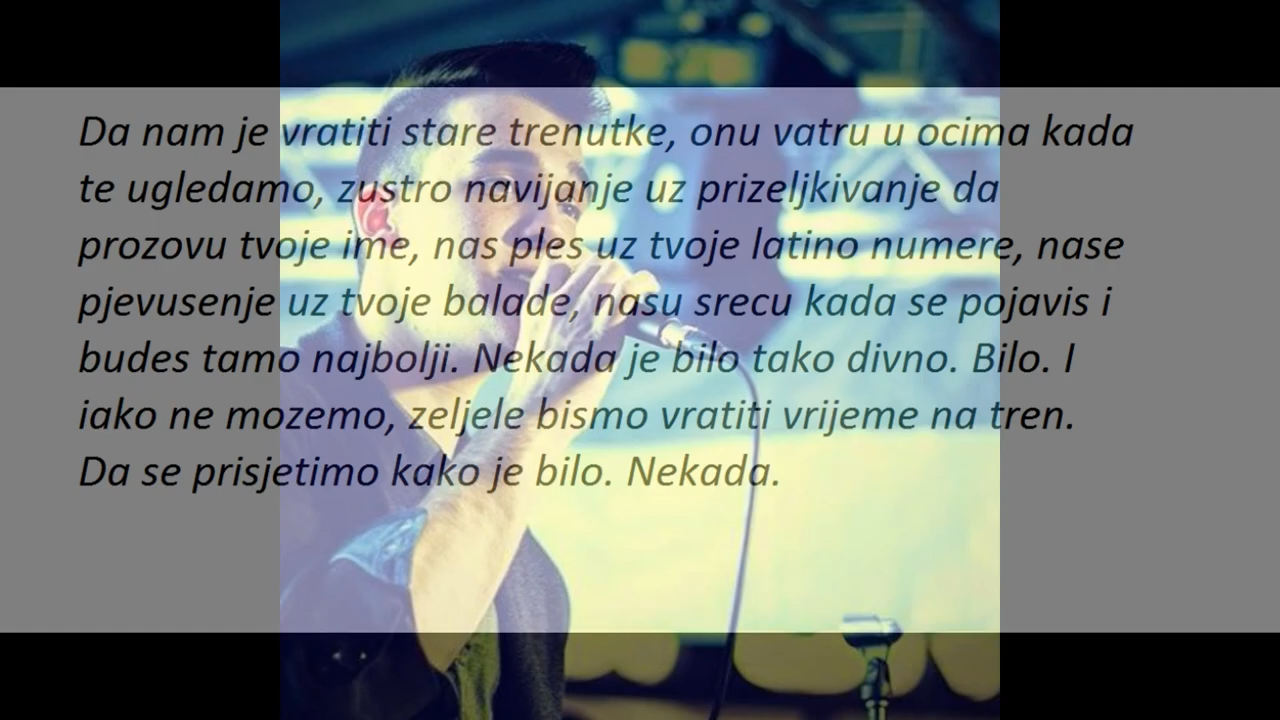 Da nam je vratiti stare trenutke, onu vatru u ocima kada
te ugledamo, zustro navijanje uz prizeljkivanje da
prozovu tvoje ime, nas ples uz tvoje latino numere, nase
pjevusenje uz tvoje balade, nasu srecu kada se pojavis i
budes tamo najbolji. Nekada je bilo tako divno. Bilo. I
iako ne mozemo, zeljele bismo vratiti vrijeme na tren.
Da se prisjetimo kako je bilo. Nekada.